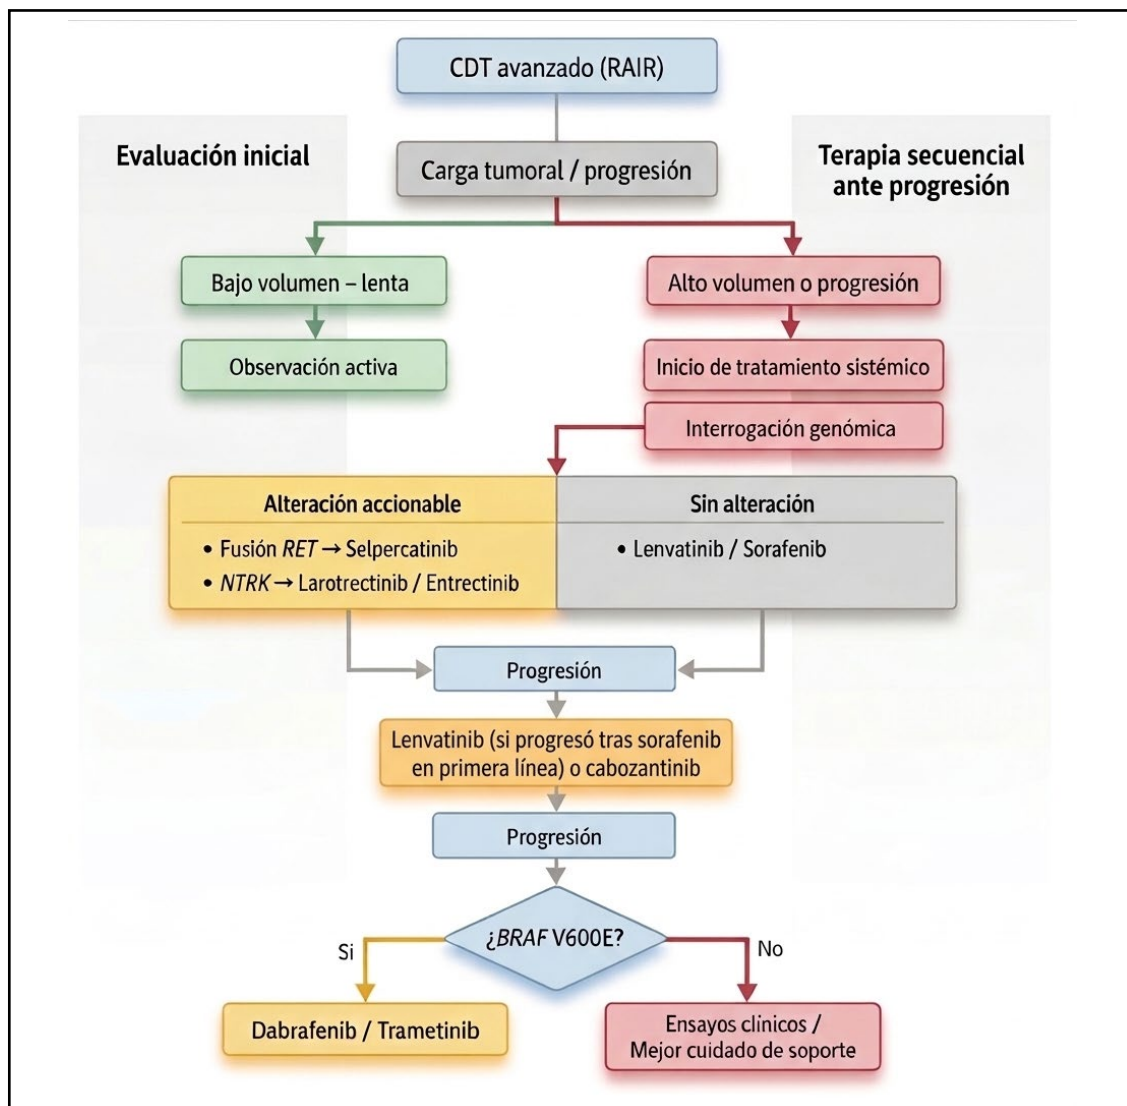 CDT avanzado (RAIR)
Evaluación inicial
Carga tumoral / progresión
Terapia secuencial
ante progresión
Bajo volumen – lenta
Alto volumen o progresión
Observación activa
Inicio de tratamiento sistémico
Interrogación genómica
Alteración accionable
Sin alteración
• Fusión RET → Selpercatinib
• NTRK → Larotrectinib / Entrectinib
• Lenvatinib / Sorafenib
Progresión
Lenvatinib (si progresó tras sorafenib
en primera línea) o cabozantinib
Progresión
¿BRAF V600E?
Si
No
Dabrafenib / Trametinib
Ensayos clínicos /
Mejor cuidado de soporte